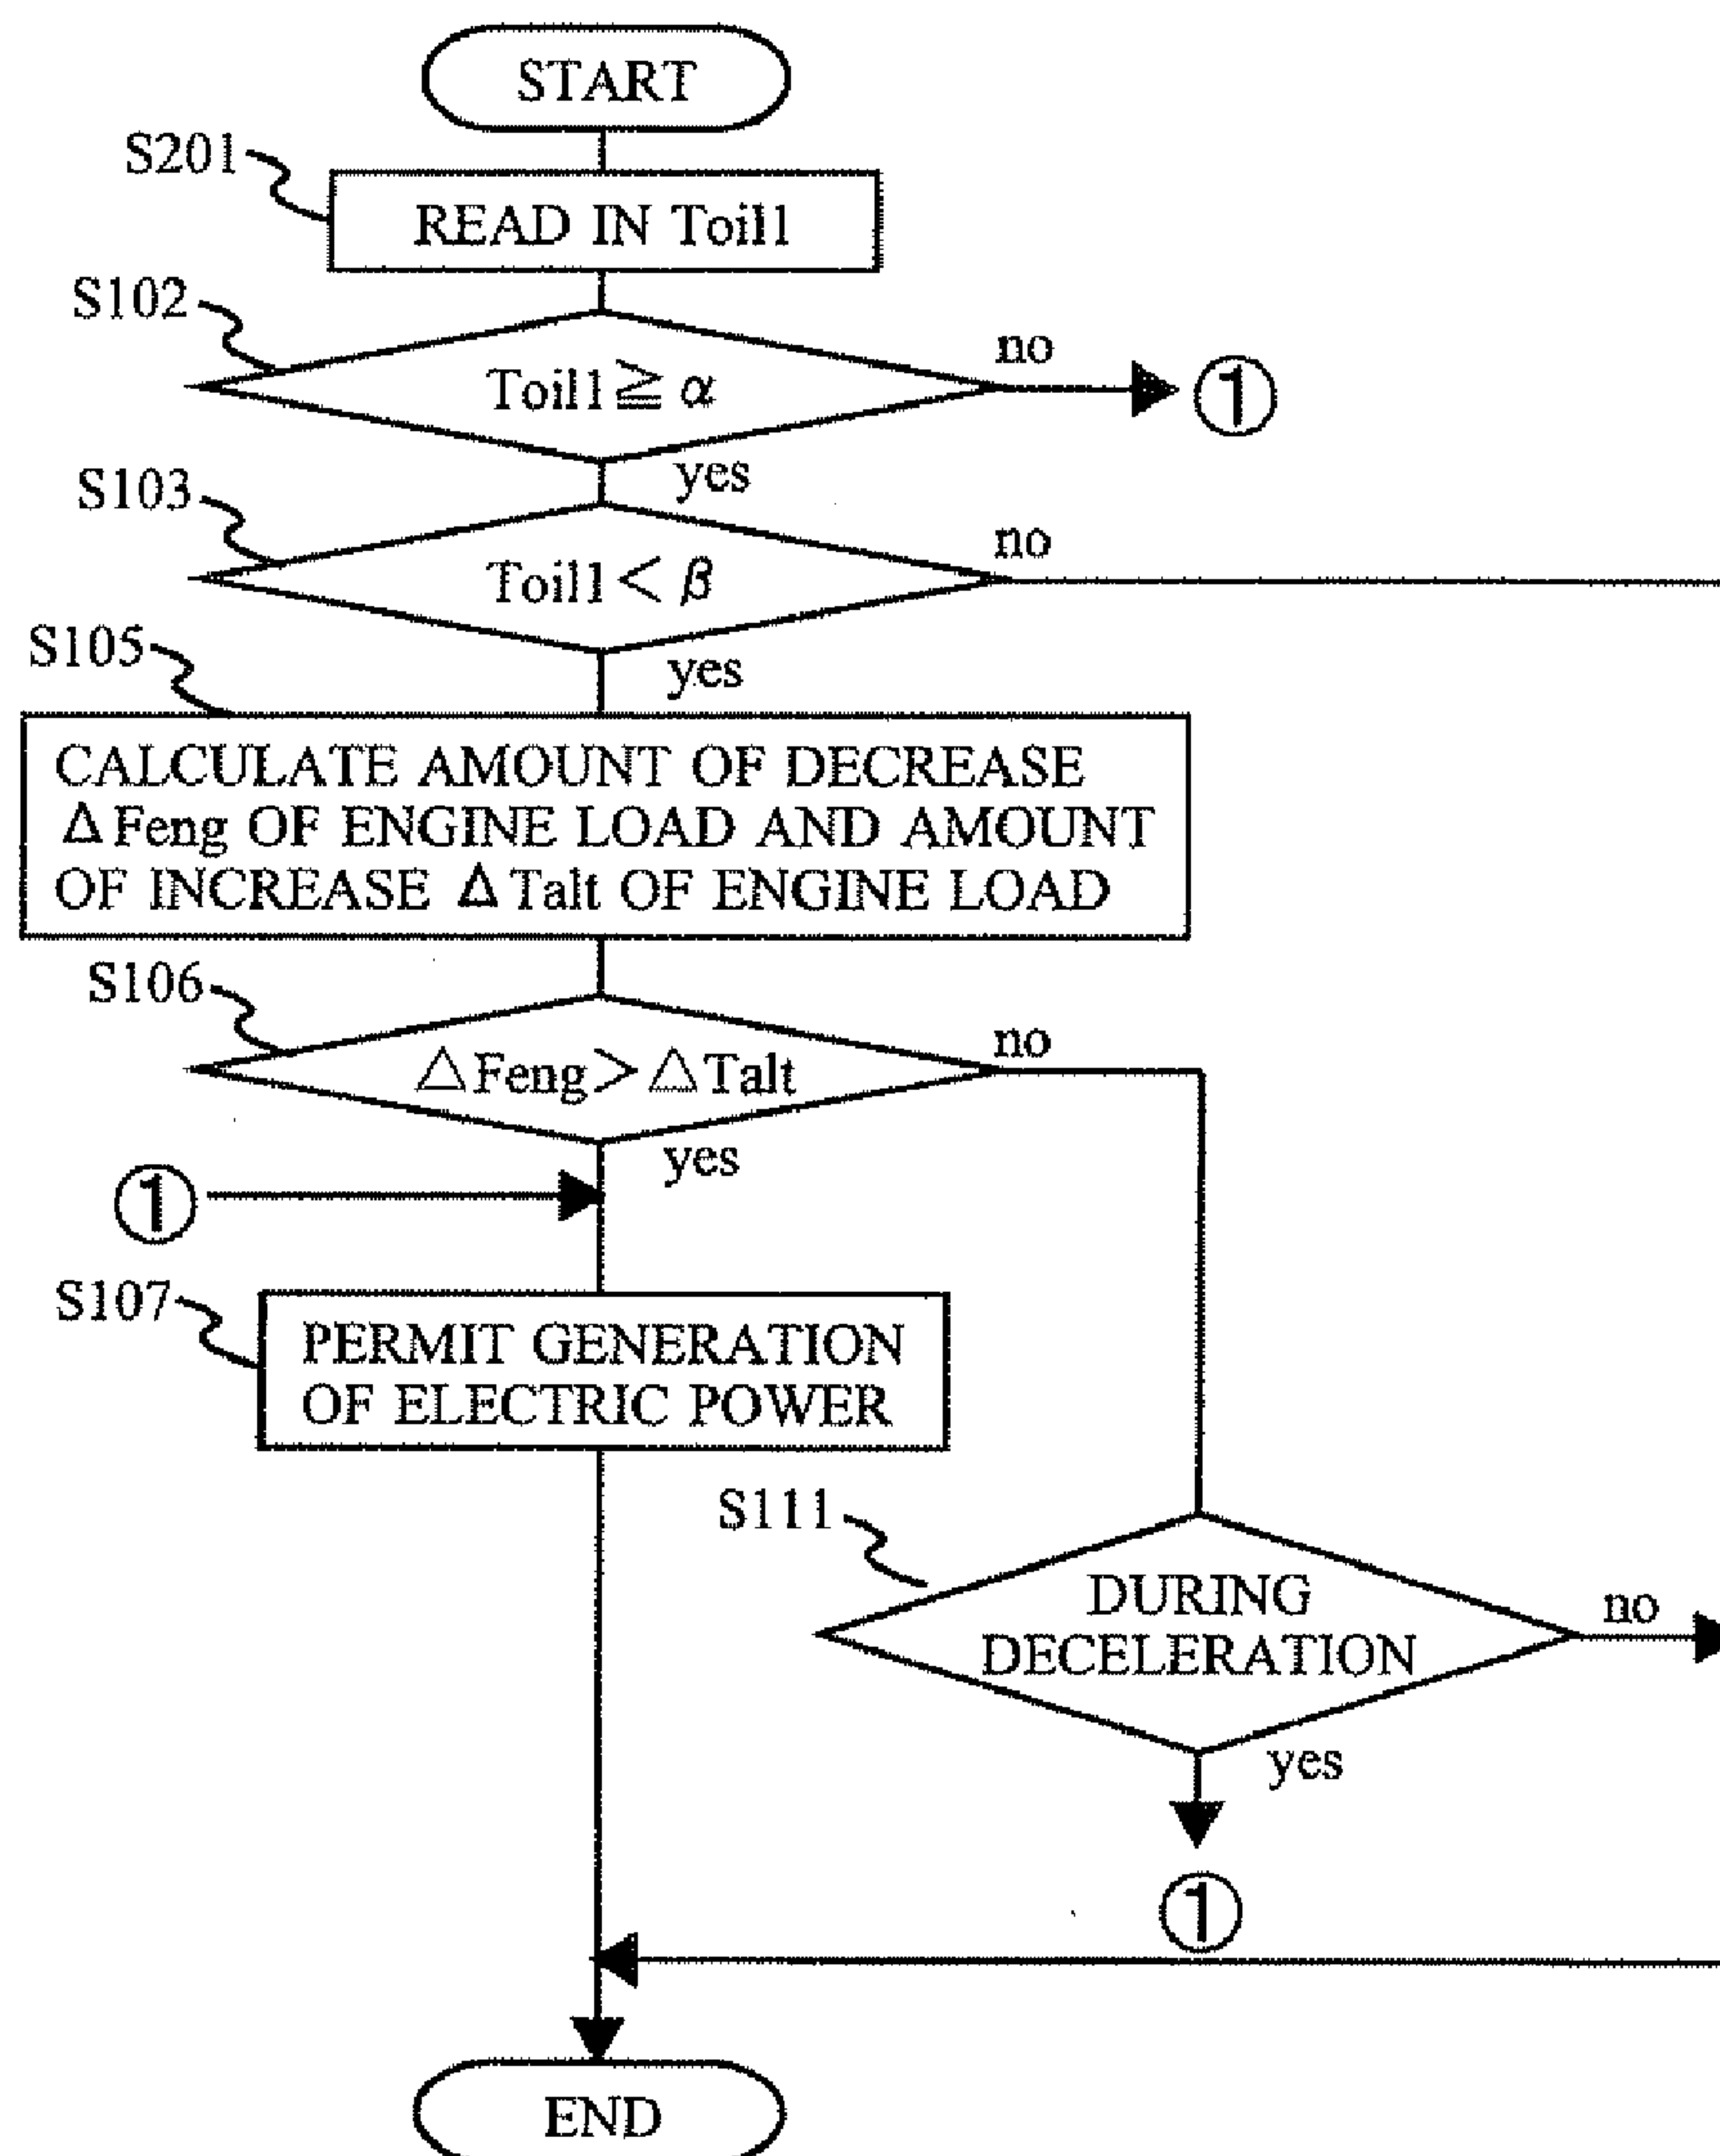 START
S201
READ IN Toil1
S102
Toil1≧α
no
①
yes
S103
Toil1<β
no
yes
S105
CALCULATE AMOUNT OF DECREASE
ΔFeng OF ENGINE LOAD AND AMOUNT
OF INCREASE ΔTalt OF ENGINE LOAD
S106
△Feng>△Talt
no
yes
①
S107
PERMIT GENERATION
OF ELECTRIC POWER
S111
DURING
DECELERATION
no
yes
①
END